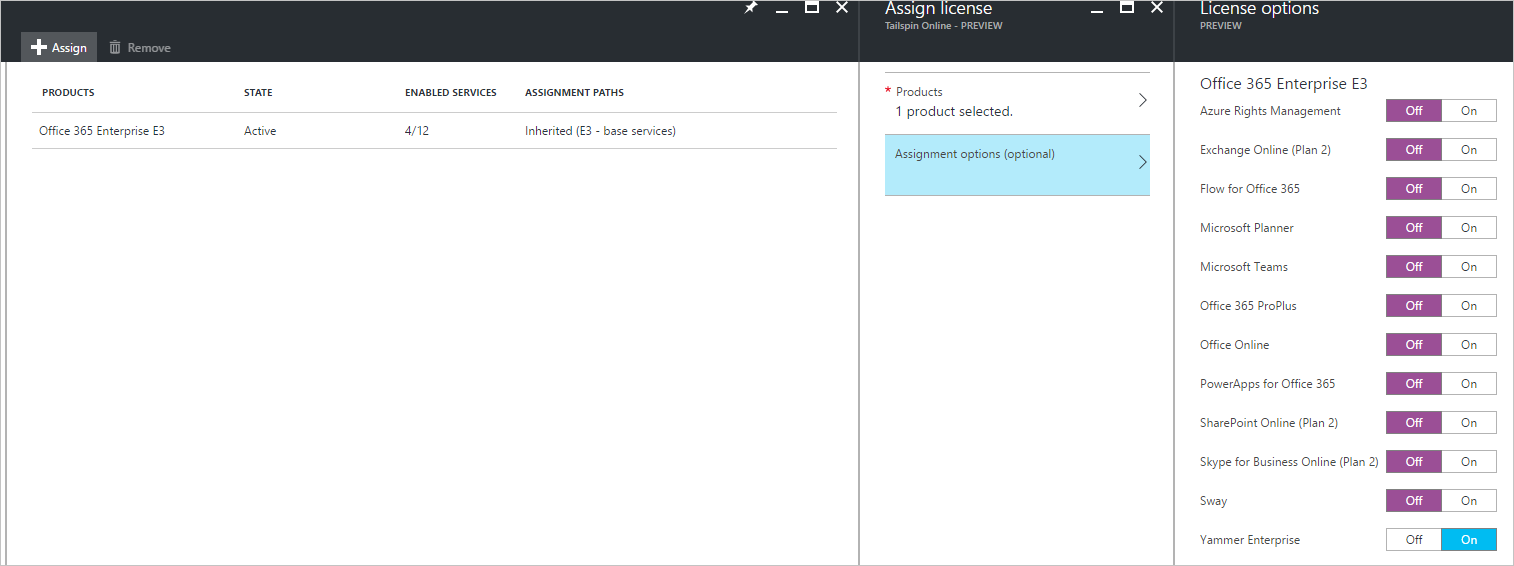 Assign
Remove
PRODUCTS STATE ENABLED SERVICES ASSIGNMENT PATHS
Office 365 Enterprise E3 Active 4/12 Inherited (E3 - base services)
Assign license
Tailspin Online - PREVIEW
* Products
1 product selected.
Assignment options (optional)
License options
PREVIEW
Office 365 Enterprise E3
Azure Rights Management Off On
Exchange Online (Plan 2) Off On
Flow for Office 365 Off On
Microsoft Planner Off On
Microsoft Teams Off On
Office 365 ProPlus Off On
Office Online Off On
PowerApps for Office 365 Off On
SharePoint Online (Plan 2) Off On
Skype for Business Online (Plan 2) Off On
Sway Off On
Yammer Enterprise Off On